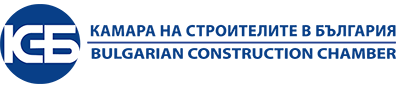 КСБ
КАМАРА НА СТРОИТЕЛИТЕ В БЪЛГАРИЯ
BULGARIAN CONSTRUCTION CHAMBER